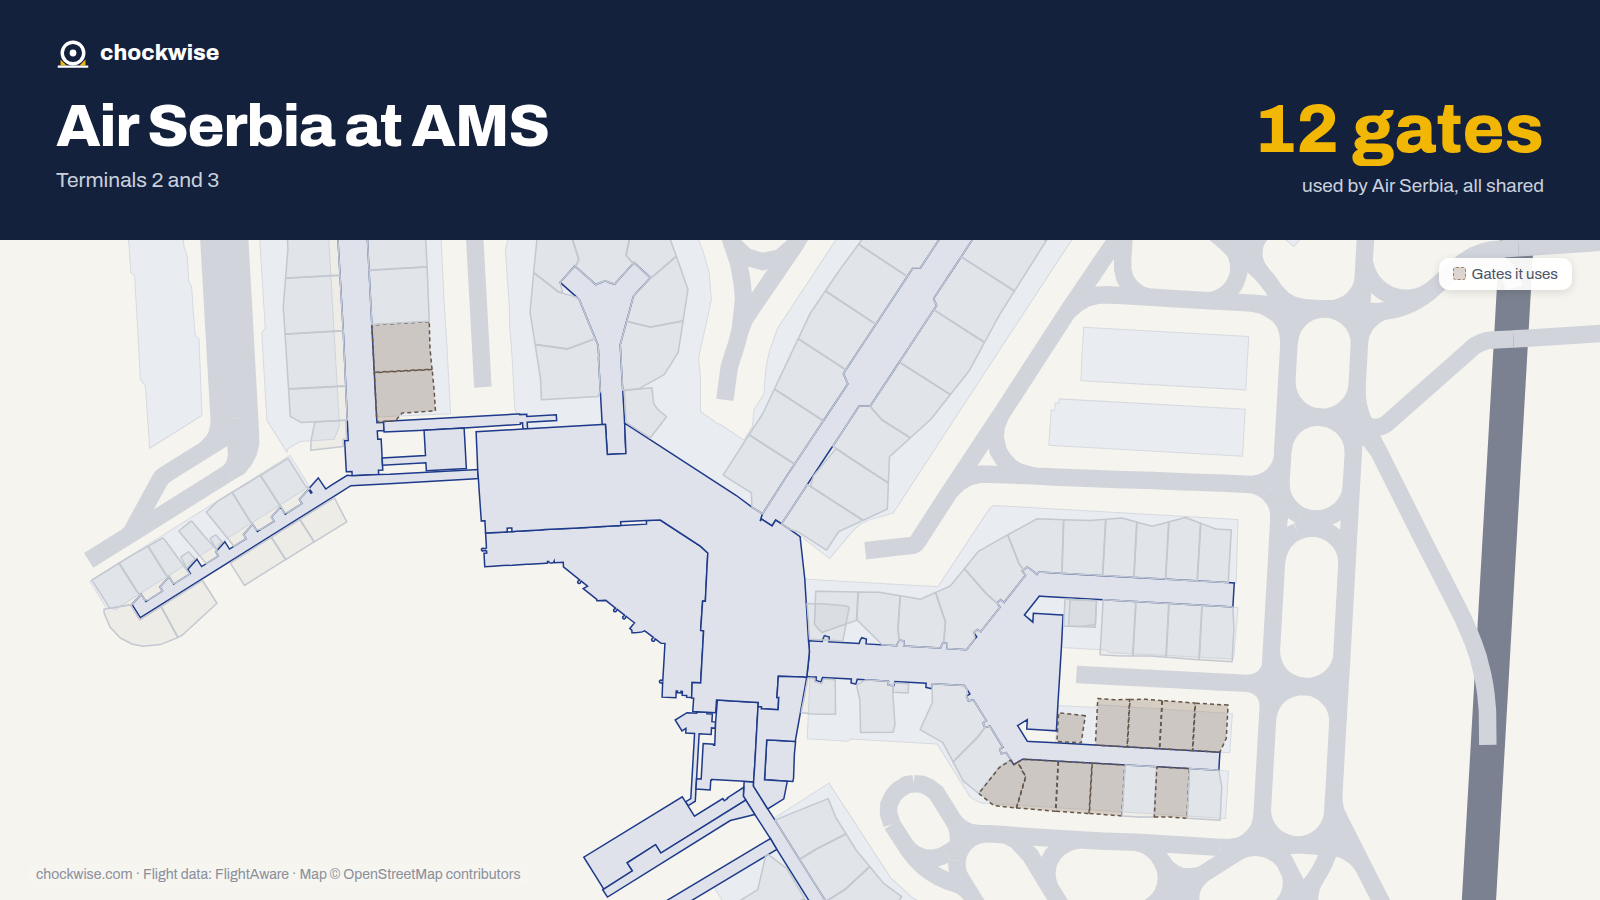 chockwise
Air Serbia at AMS
Terminals 2 and 3
12 gates
used by Air Serbia, all shared
Gates it uses
chockwise.com · Flight data: FlightAware · Map © OpenStreetMap contributors